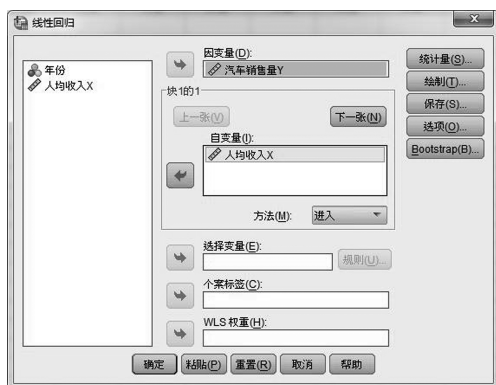 线性回归
年份
人均收入X
因变量(D):
汽车销售量Y
块1的1
上一张(V)
下一张(N)
自变量(I):
人均收入X
方法(M):
进入
选择变量(E):
规则(U)...
个案标签(C):
WLS 权重(H):
统计量(S)...
绘制(T)...
保存(S)...
选项(O)...
Bootstrap(B)...
确定
粘贴(P)
重置(R)
取消
帮助